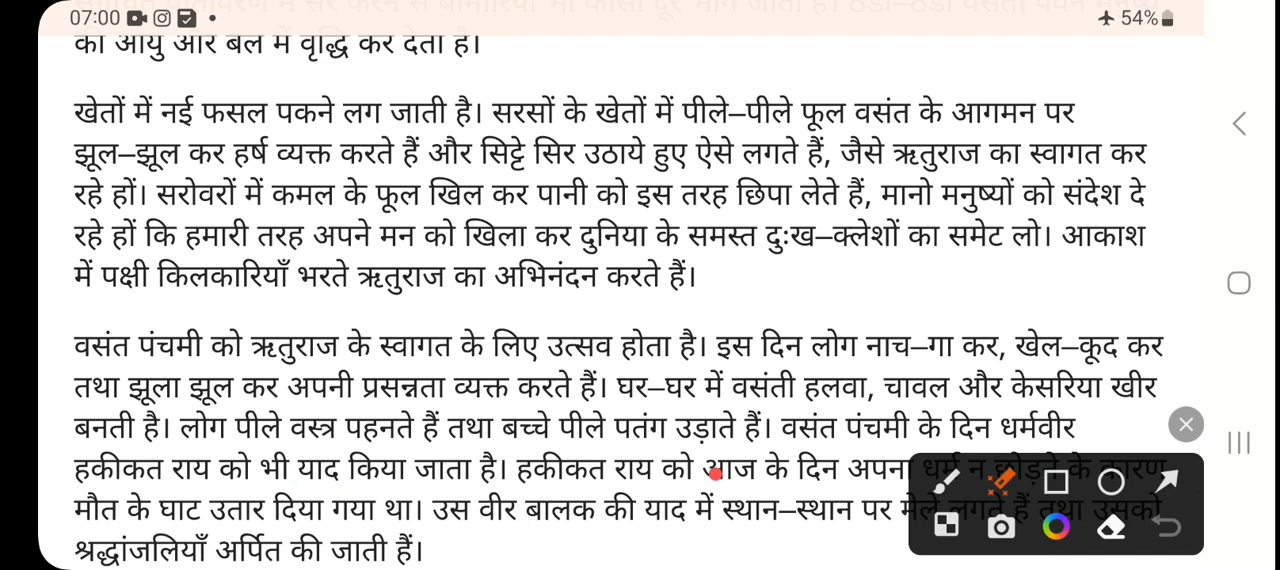 07:00 54%
की आयु और बल में वृद्धि कर देता है।
खेतों में नई फसल पकने लग जाती है। सरसों के खेतों में पीले–पीले फूल वसंत के आगमन पर
झूल–झूल कर हर्ष व्यक्त करते हैं और सिट्टे सिर उठाये हुए ऐसे लगते हैं, जैसे ऋतुराज का स्वागत कर
रहे हों। सरोवरों में कमल के फूल खिल कर पानी को इस तरह छिपा लेते हैं, मानो मनुष्यों को संदेश दे
रहे हों कि हमारी तरह अपने मन को खिला कर दुनिया के समस्त दुःख–क्लेशों का समेट लो। आकाश
में पक्षी किलकारियाँ भरते ऋतुराज का अभिनंदन करते हैं।
वसंत पंचमी को ऋतुराज के स्वागत के लिए उत्सव होता है। इस दिन लोग नाच–गा कर, खेल–कूद कर
तथा झूला झूल कर अपनी प्रसन्नता व्यक्त करते हैं। घर–घर में वसंती हलवा, चावल और केसरिया खीर
बनती है। लोग पीले वस्त्र पहनते हैं तथा बच्चे पीले पतंग उड़ाते हैं। वसंत पंचमी के दिन धर्मवीर
हकीकत राय को भी याद किया जाता है। हकीकत राय को आज के दिन अपना धर्म न छोड़ने के कारण
मौत के घाट उतार दिया गया था। उस वीर बालक की याद में स्थान–स्थान पर मेले लगते हैं तथा उसको
श्रद्धांजलियाँ अर्पित की जाती हैं।